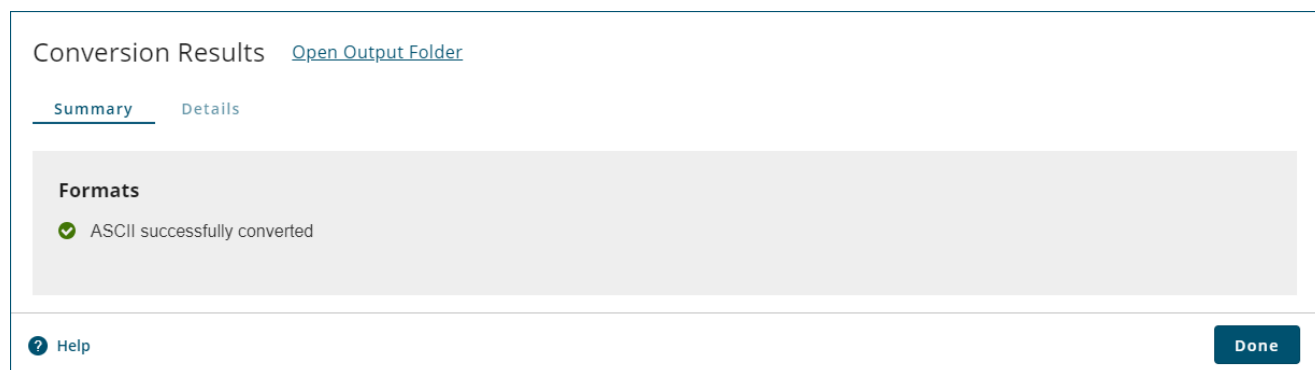 Conversion Results Open Output Folder
Summary Details
Formats
ASCII successfully converted
? Help Done